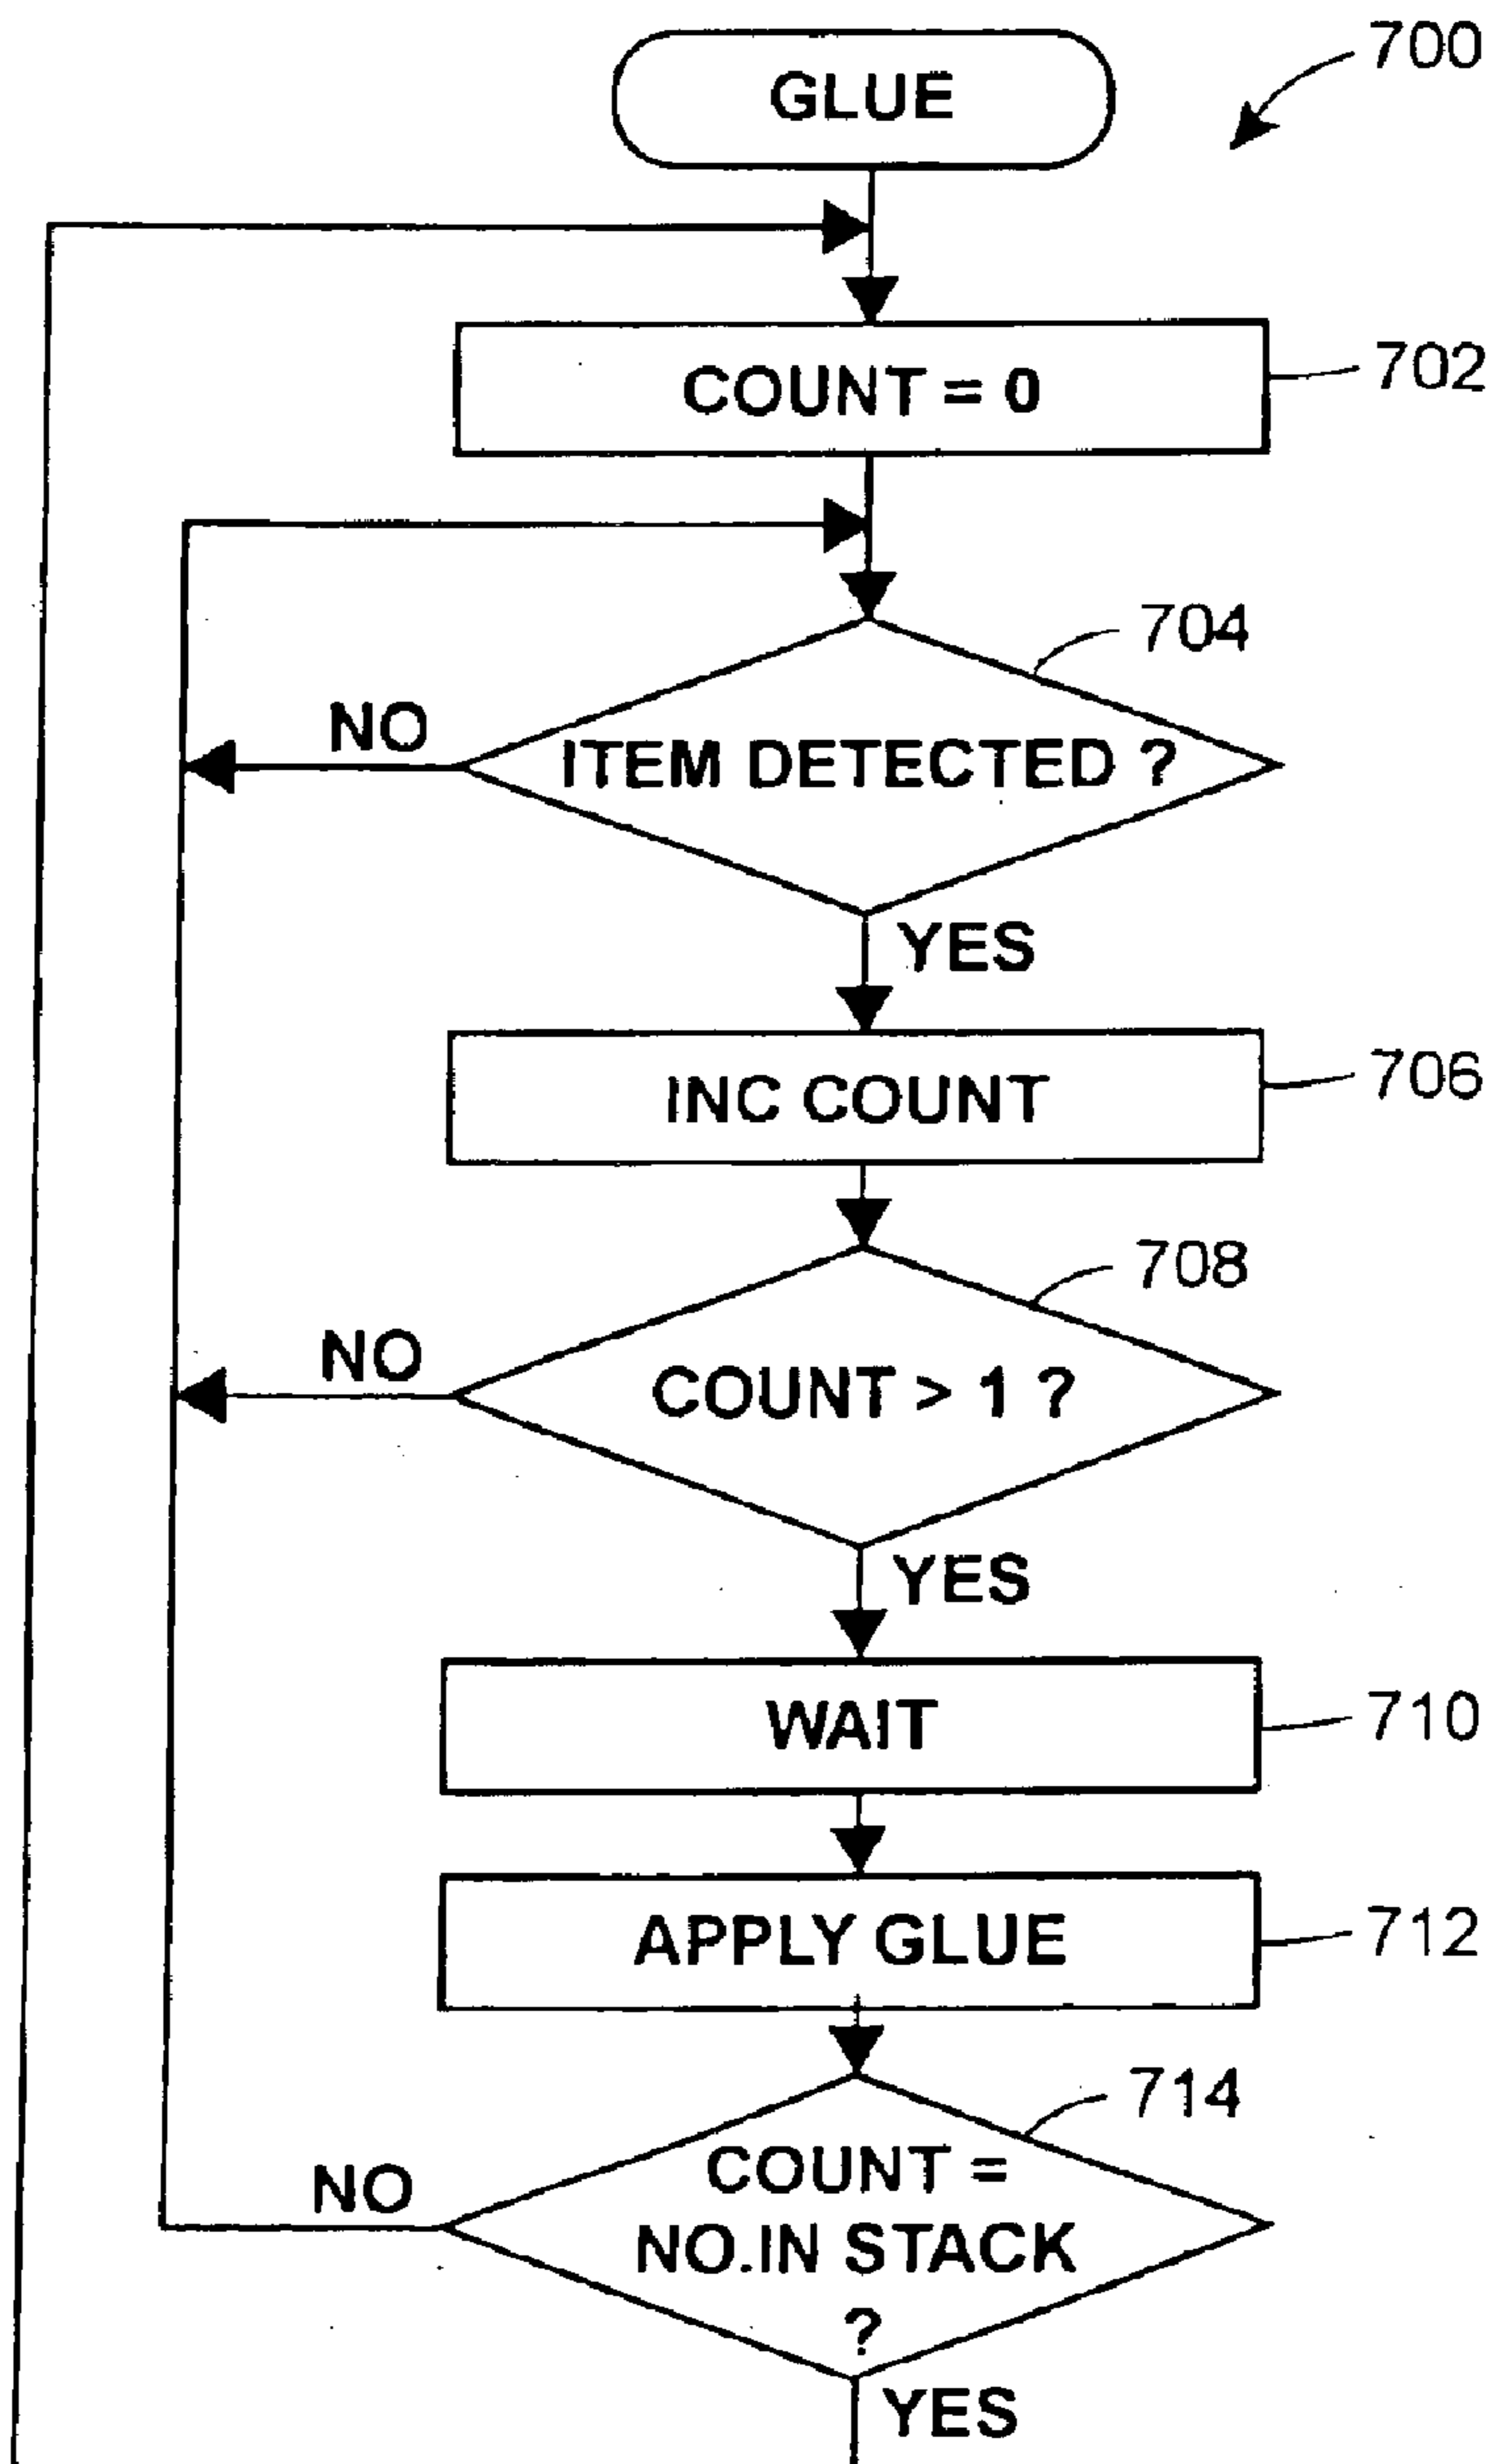 700
GLUE
COUNT = 0
702
704
NO
ITEM DETECTED ?
YES
INC COUNT
706
708
NO
COUNT > 1 ?
YES
WAIT
710
APPLY GLUE
712
714
COUNT =
NO
NO.IN STACK
?
YES